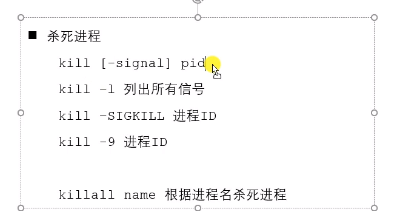 ■ 杀死进程
kill [-signal] pid
kill -l 列出所有信号
kill -SIGKILL 进程ID
kill -9 进程ID
killall name 根据进程名杀死进程